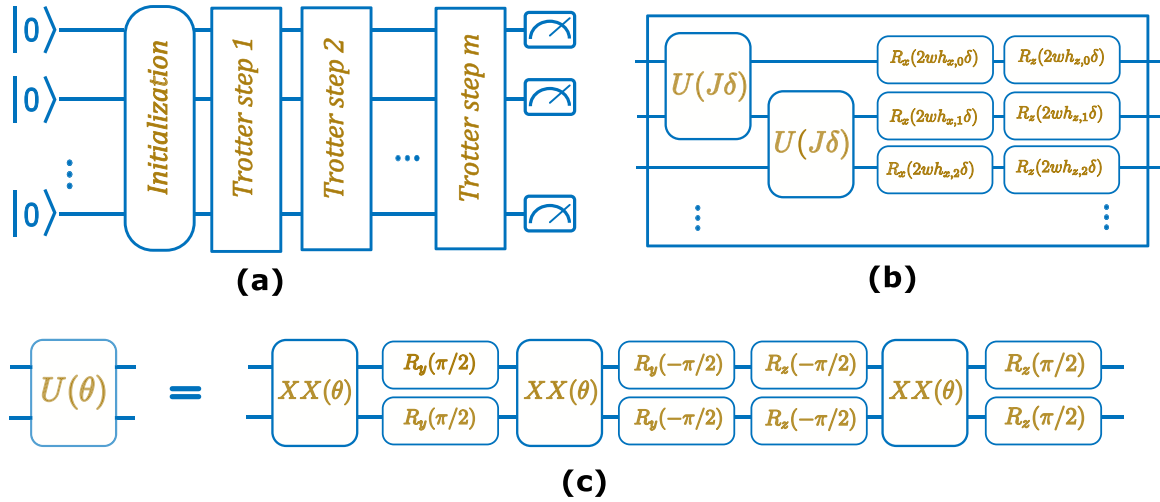 |0⟩
|0⟩
⋮
|0⟩
Initialization
Trotter step 1
Trotter step 2
...
Trotter step m
(a)
U(Jδ)
U(Jδ)
R_x(2wh_{x,0}δ) R_z(2wh_{z,0}δ)
R_x(2wh_{x,1}δ) R_z(2wh_{z,1}δ)
R_x(2wh_{x,2}δ) R_z(2wh_{z,2}δ)
⋮ ⋮
(b)
U(θ) = XX(θ) R_y(π/2) XX(θ) R_y(-π/2) R_z(-π/2) XX(θ) R_z(π/2)
R_y(π/2) R_y(-π/2) R_z(-π/2) R_z(π/2)
(c)